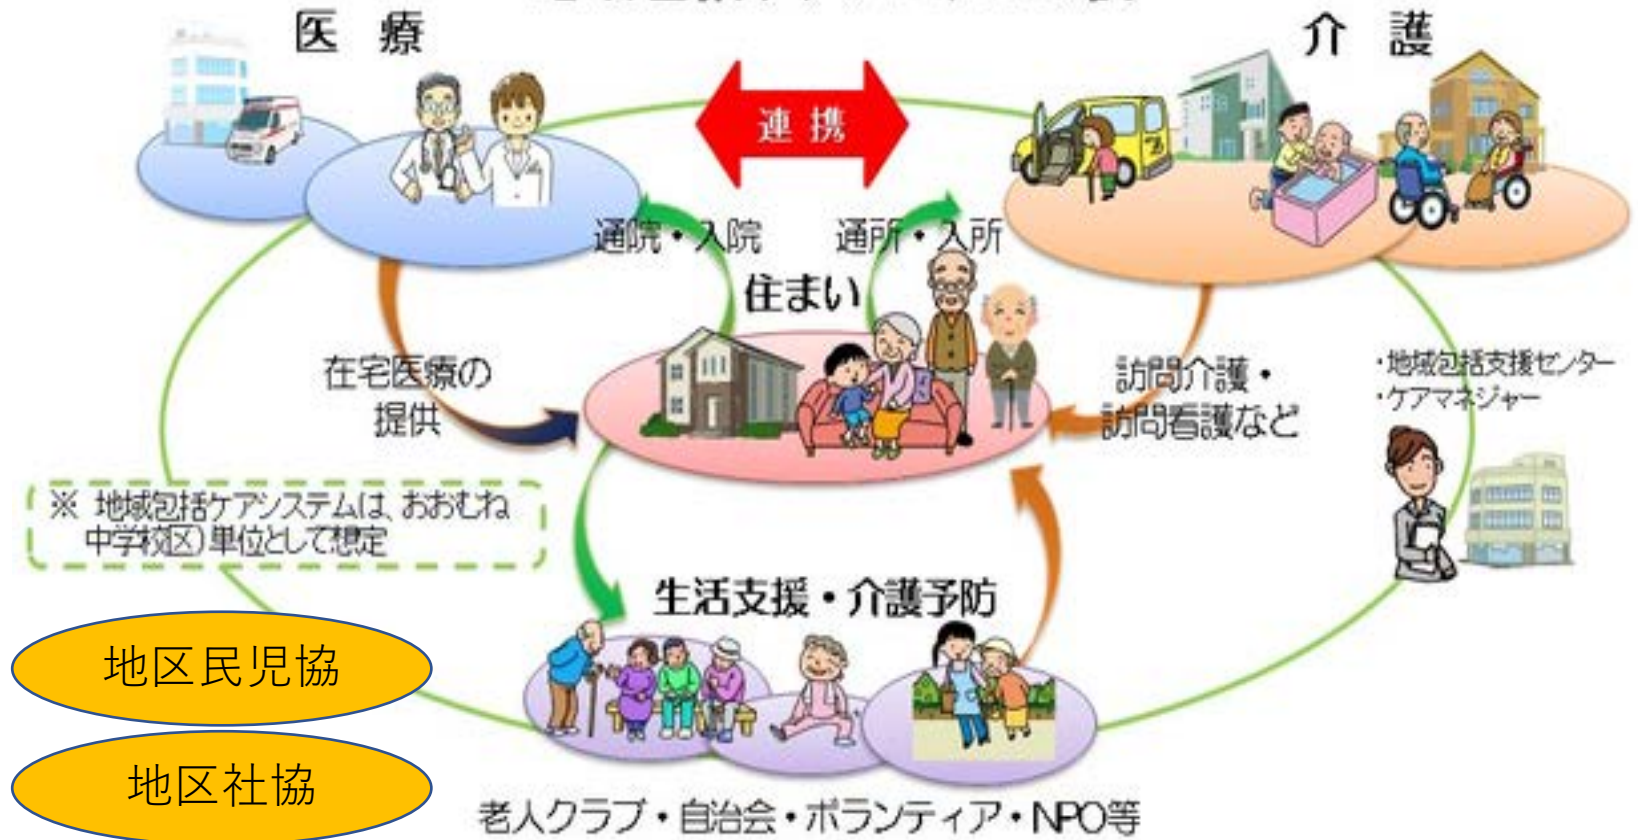 医 療
介 護
連 携
通院・入院
通所・入所
住まい
在宅医療の
提供
訪問介護・
訪問看護など
・地域包括支援センター
・ケアマネジャー
※ 地域包括ケアシステムは、おおむね
中学校区)単位として想定
生活支援・介護予防
地区民児協
地区社協
老人クラブ・自治会・ボランティア・NPO等